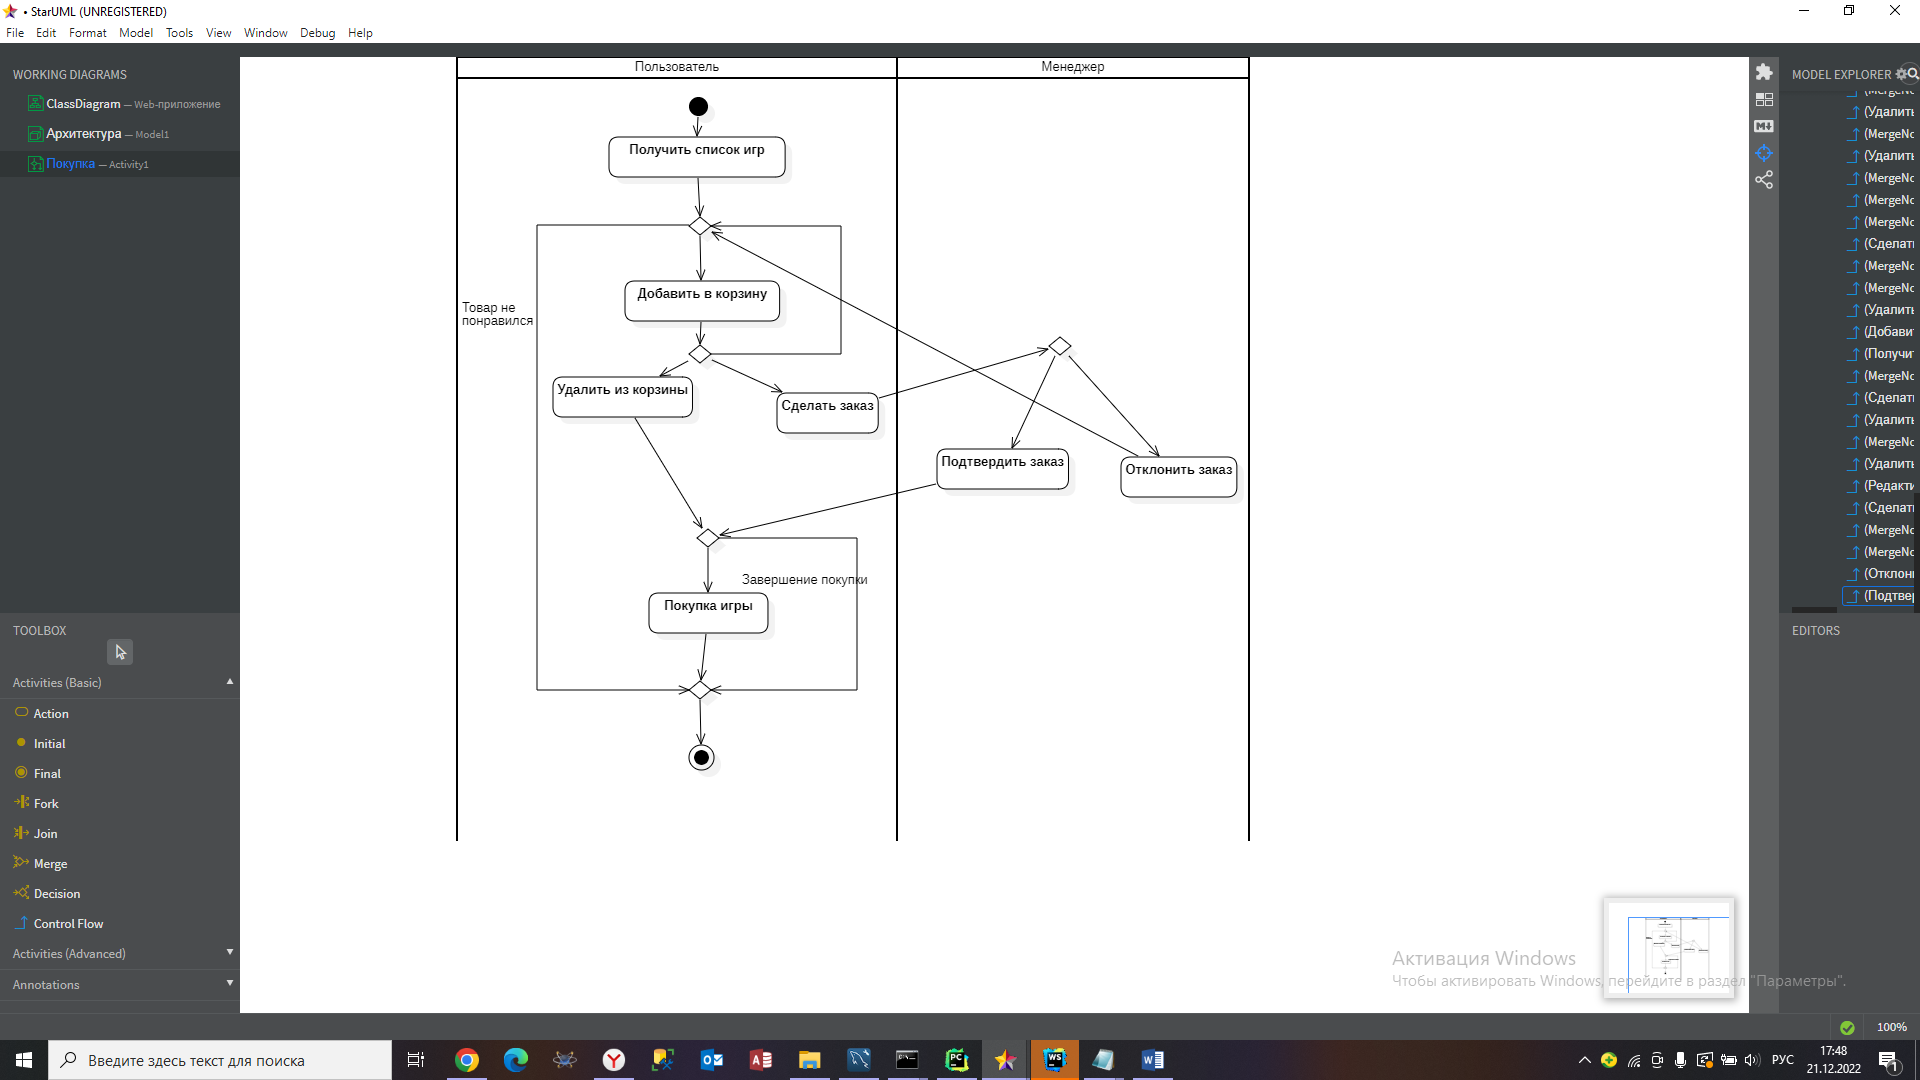 • StarUML (UNREGISTERED)
File Edit Format Model Tools View Window Debug Help
WORKING DIAGRAMS
ClassDiagram — Web-приложение
Архитектура — Model1
Покупка — Activity1
TOOLBOX
Activities (Basic)
Action
Initial
Final
Fork
Join
Merge
Decision
Control Flow
Activities (Advanced)
Annotations
Пользователь
Менеджер
Получить список игр
Добавить в корзину
Товар не
понравился
Удалить из корзины
Сделать заказ
Подтвердить заказ
Отклонить заказ
Завершение покупки
Покупка игры
MODEL EXPLORER
(Удалить
(MergeNo
(Удалить
(MergeNo
(MergeNo
(MergeNo
(Сделать
(MergeNo
(MergeNo
(Удалить
(Добави
(Получи
(MergeNo
(Сделать
(Удалить
(MergeNo
(Удалить
(Редакти
(Сделать
(MergeNo
(MergeNo
(Отклон
(Подтвер
EDITORS
Активация Windows
Чтобы активировать Windows, перейдите в раздел "Параметры".
100%
Введите здесь текст для поиска
РУС
17:48
21.12.2022
1